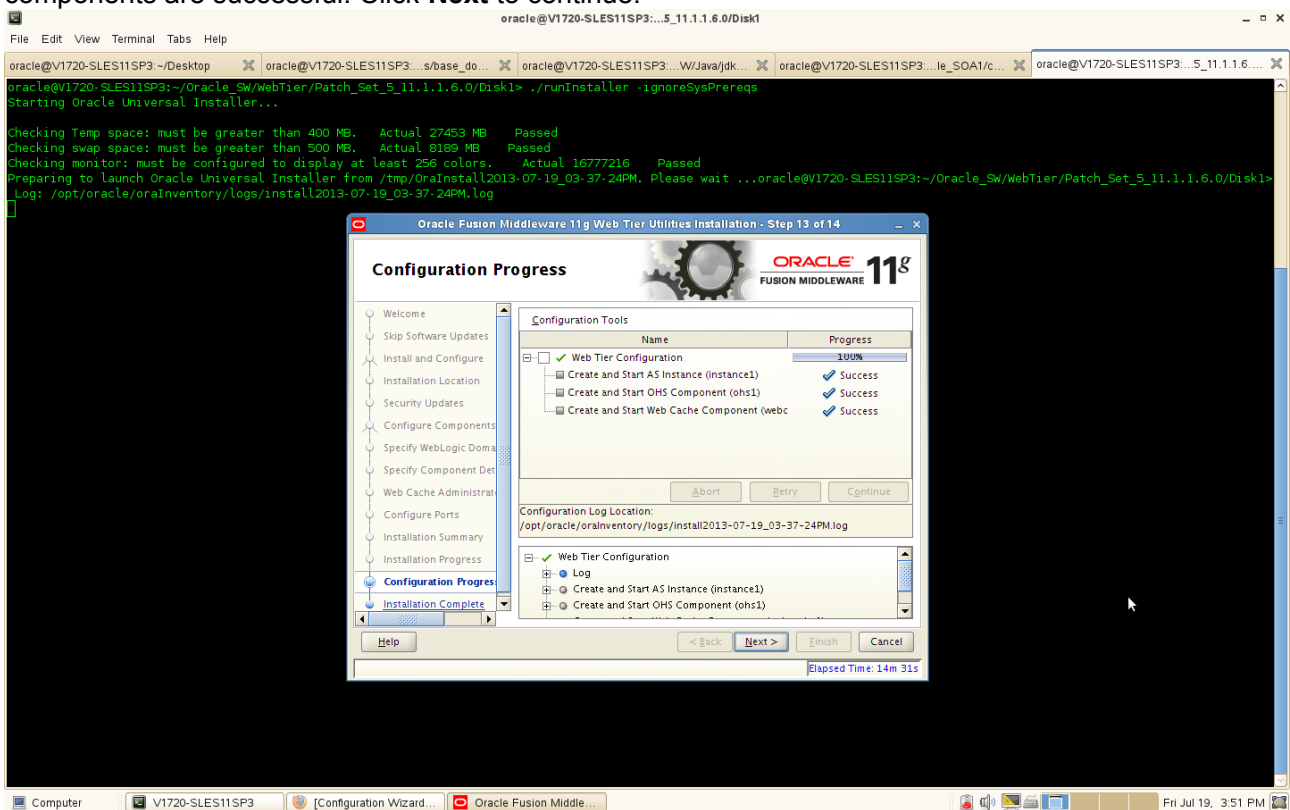 components are successful. Click Next to continue.
oracle@V1720-SLES11SP3:...5_11.1.1.6.0/Disk1
File Edit View Terminal Tabs Help
oracle@V1720-SLES11SP3:~/Desktop oracle@V1720-SLES11SP3:...s/base_do... oracle@V1720-SLES11SP3:...W/Java/jdk... oracle@V1720-SLES11SP3:...le_SOA1/c... oracle@V1720-SLES11SP3:...5_11.1.1.6....
oracle@V1720-SLES11SP3:~/Oracle_SW/WebTier/Patch_Set_5_11.1.1.6.0/Disk1> ./runInstaller -ignoreSysPrereqs
Starting Oracle Universal Installer...
Checking Temp space: must be greater than 400 MB. Actual 27453 MB Passed
Checking swap space: must be greater than 500 MB. Actual 8189 MB Passed
Checking monitor: must be configured to display at least 256 colors. Actual 16777216 Passed
Preparing to launch Oracle Universal Installer from /tmp/OraInstall2013-07-19_03-37-24PM. Please wait ...oracle@V1720-SLES11SP3:~/Oracle_SW/WebTier/Patch_Set_5_11.1.1.6.0/Disk1>
Log: /opt/oracle/oraInventory/logs/install2013-07-19_03-37-24PM.log
Oracle Fusion Middleware 11g Web Tier Utilities Installation - Step 13 of 14
Configuration Progress
ORACLE
FUSION MIDDLEWARE 11g
Welcome
Skip Software Updates
Install and Configure
Installation Location
Security Updates
Configure Components
Specify WebLogic Doma
Specify Component Det
Web Cache Administrat
Configure Ports
Installation Summary
Installation Progress
Configuration Progres
Installation Complete
Configuration Tools
Name Progress
Web Tier Configuration 100%
Create and Start AS Instance (instance1) Success
Create and Start OHS Component (ohs1) Success
Create and Start Web Cache Component (webc Success
Abort Retry Continue
Configuration Log Location:
/opt/oracle/oraInventory/logs/install2013-07-19_03-37-24PM.log
Web Tier Configuration
Log
Create and Start AS Instance (instance1)
Create and Start OHS Component (ohs1)
Help < Back Next > Finish Cancel
Elapsed Time: 14m 31s
Computer V1720-SLES11SP3 [Configuration Wizard... Oracle Fusion Middle... Fri Jul 19, 3:51 PM